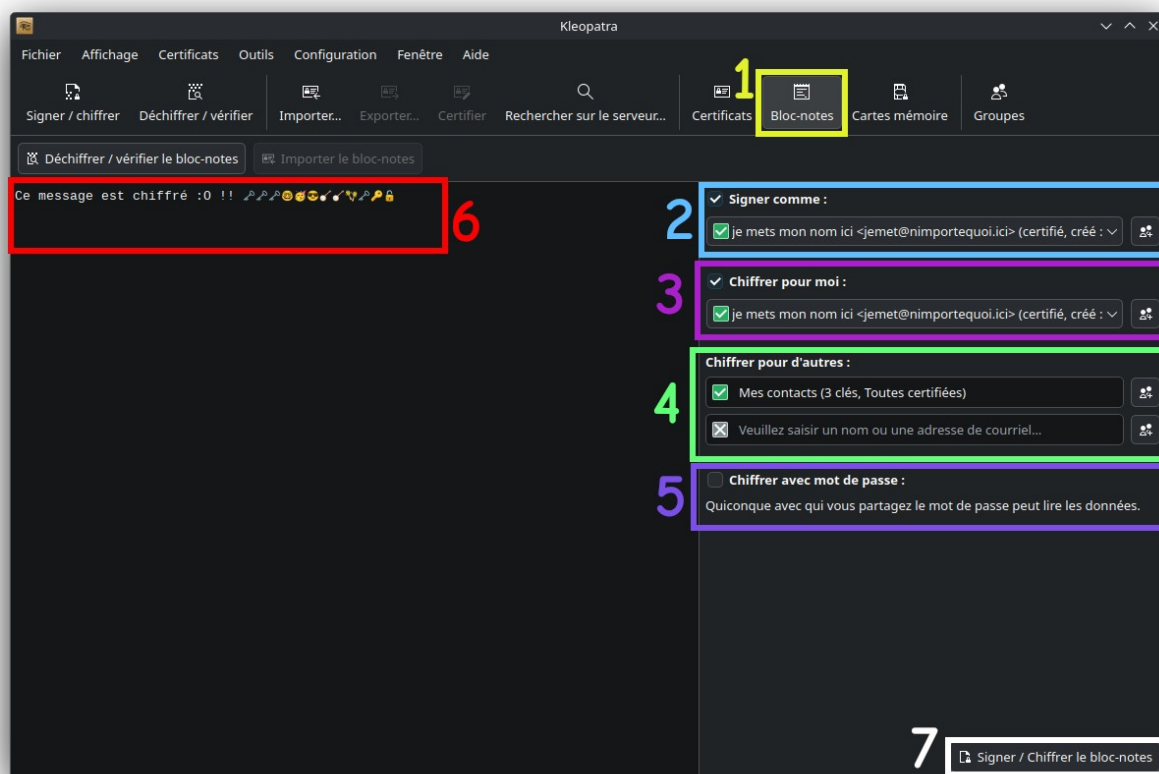 Kleopatra
Fichier Affichage Certificats Outils Configuration Fenêtre Aide
1
Signer / chiffrer Déchiffrer / vérifier Importer... Exporter... Certifier Rechercher sur le serveur... Certificats Bloc-notes Cartes mémoire Groupes
Déchiffrer / vérifier le bloc-notes Importer le bloc-notes
Ce message est chiffré :O !! 🗝🗝🗝🤓🥳😎
6
2
Signer comme :
je mets mon nom ici <jemet@nimportequoi.ici> (certifié, créé :
3
Chiffrer pour moi :
je mets mon nom ici <jemet@nimportequoi.ici> (certifié, créé :
4
Chiffrer pour d'autres :
Mes contacts (3 clés, Toutes certifiées)
Veuillez saisir un nom ou une adresse de courriel...
5
Chiffrer avec mot de passe :
Quiconque avec qui vous partagez le mot de passe peut lire les données.
7
Signer / Chiffrer le bloc-notes